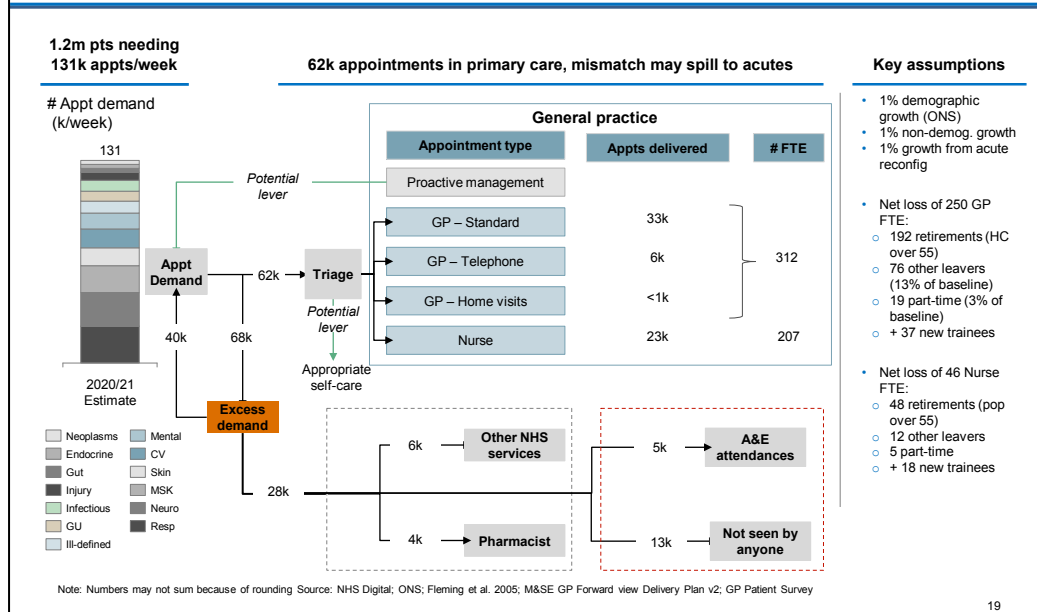 1.2m pts needing
131k appts/week
62k appointments in primary care, mismatch may spill to acutes
Key assumptions
# Appt demand
(k/week)
131
2020/21
Estimate
Neoplasms
Endocrine
Gut
Injury
Infectious
GU
Ill-defined
Mental
CV
Skin
MSK
Neuro
Resp
Potential
lever
Appt
Demand
62k
Triage
40k
68k
Potential
lever
Appropriate
self-care
Excess
demand
28k
General practice
Appointment type
Appts delivered
# FTE
Proactive management
GP – Standard
33k
GP – Telephone
6k
312
GP – Home visits
<1k
Nurse
23k
207
6k
Other NHS
services
4k
Pharmacist
5k
A&E
attendances
13k
Not seen by
anyone
• 1% demographic
growth (ONS)
• 1% non-demog. growth
• 1% growth from acute
reconfig
• Net loss of 250 GP
FTE:
o 192 retirements (HC
over 55)
o 76 other leavers
(13% of baseline)
o 19 part-time (3% of
baseline)
o + 37 new trainees
• Net loss of 46 Nurse
FTE:
o 48 retirements (pop
over 55)
o 12 other leavers
o 5 part-time
o + 18 new trainees
Note: Numbers may not sum because of rounding Source: NHS Digital; ONS; Fleming et al. 2005; M&SE GP Forward view Delivery Plan v2; GP Patient Survey
19